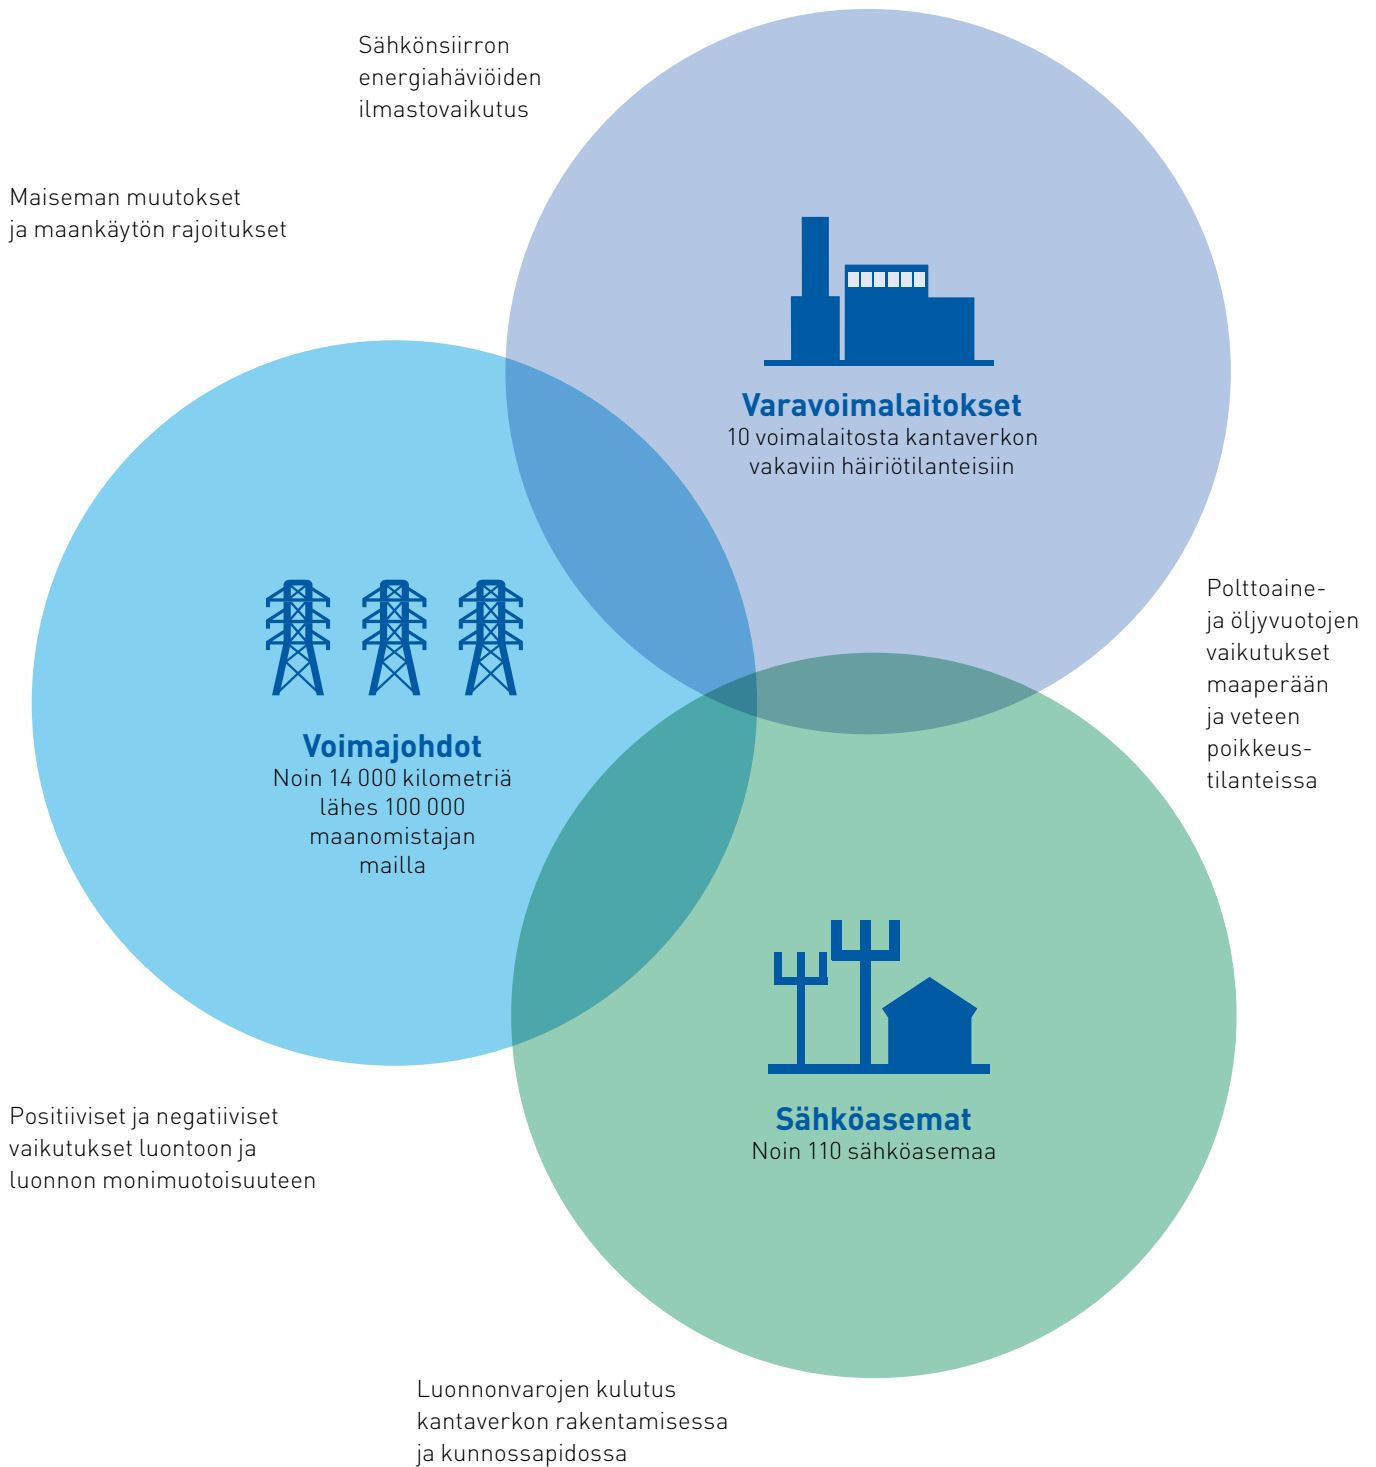 Sähkönsiirron
energiahäviöiden
ilmastovaikutus
Maiseman muutokset
ja maankäytön rajoitukset
Varavoimalaitokset
10 voimalaitosta kantaverkon
vakaviin häiriötilanteisiin
Polttoaine-
ja öljyvuotojen
vaikutukset
maaperään
ja veteen
poikkeus-
tilanteissa
Voimajohdot
Noin 14 000 kilometriä
lähes 100 000
maanomistajan
mailla
Sähköasemat
Noin 110 sähköasemaa
Positiiviset ja negatiiviset
vaikutukset luontoon ja
luonnon monimuotoisuuteen
Luonnonvarojen kulutus
kantaverkon rakentamisessa
ja kunnossapidossa